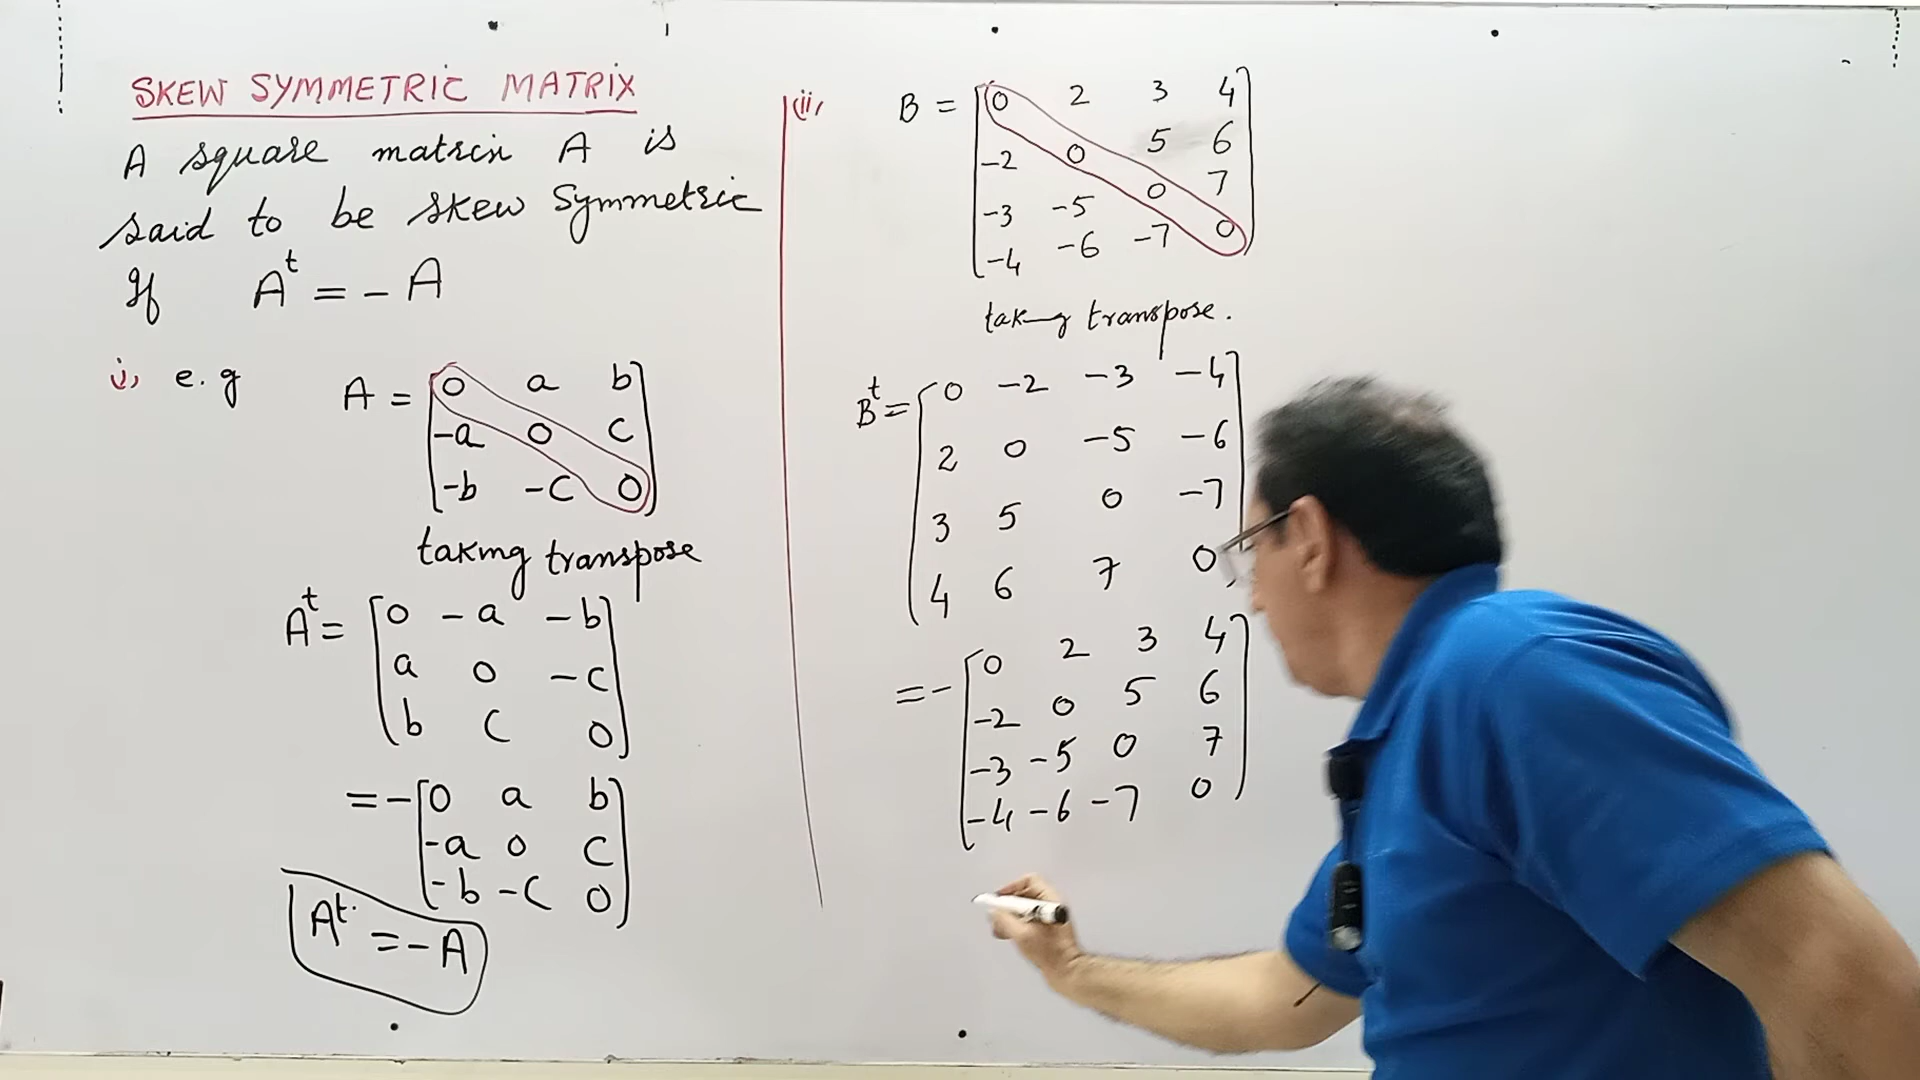 SKEW SYMMETRIC MATRIX
A square matrix A is
said to be skew symmetric
If A^t = - A
i, e.g
A = [0 a b
-a 0 c
-b -c 0]
taking transpose
A^t = [0 -a -b
a 0 -c
b c 0]
= - [0 a b
-a 0 c
-b -c 0]
A^t. = - A
(ii,
B = [0 2 3 4
-2 0 5 6
-3 -5 0 7
-4 -6 -7 0]
taking transpose.
B^t = [0 -2 -3 -4
2 0 -5 -6
3 5 0 -7
4 6 7 0]
= - [0 2 3 4
-2 0 5 6
-3 -5 0 7
-4 -6 -7 0]